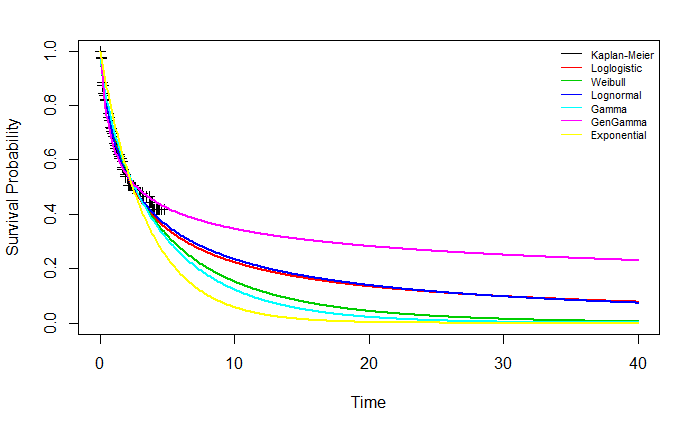 Survival Probability
1.0
0.8
0.6
0.4
0.2
0.0
Kaplan-Meier
Loglogistic
Weibull
Lognormal
Gamma
GenGamma
Exponential
0 10 20 30 40
Time